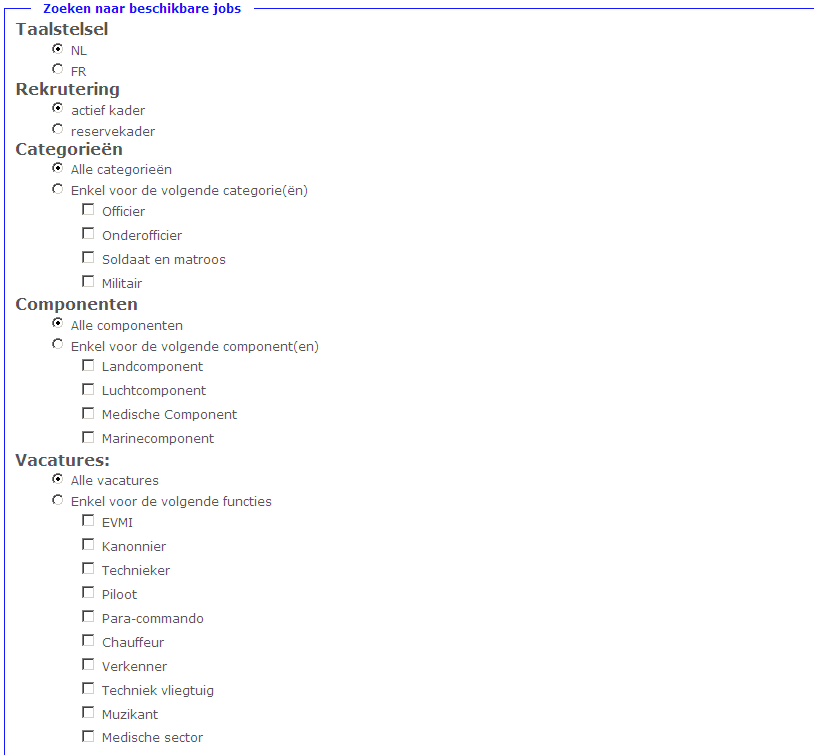 Zoeken naar beschikbare jobs
Taalstelsel
NL
FR
Rekrutering
actief kader
reservekader
Categorieën
Alle categorieën
Enkel voor de volgende categorie(ën)
Officier
Onderofficier
Soldaat en matroos
Militair
Componenten
Alle componenten
Enkel voor de volgende component(en)
Landcomponent
Luchtcomponent
Medische Component
Marinecomponent
Vacatures:
Alle vacatures
Enkel voor de volgende functies
EVMI
Kanonnier
Technieker
Piloot
Para-commando
Chauffeur
Verkenner
Techniek vliegtuig
Muzikant
Medische sector